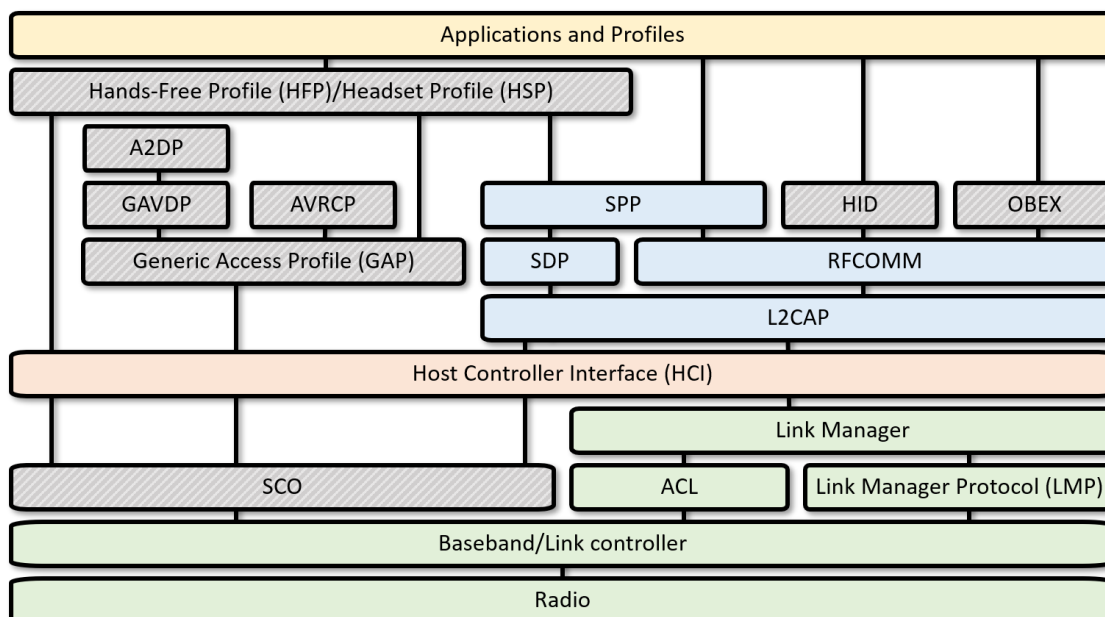 Applications and Profiles
Hands-Free Profile (HFP)/Headset Profile (HSP)
A2DP
GAVDP
AVRCP
SPP
HID
OBEX
Generic Access Profile (GAP)
SDP
RFCOMM
L2CAP
Host Controller Interface (HCI)
Link Manager
SCO
ACL
Link Manager Protocol (LMP)
Baseband/Link controller
Radio